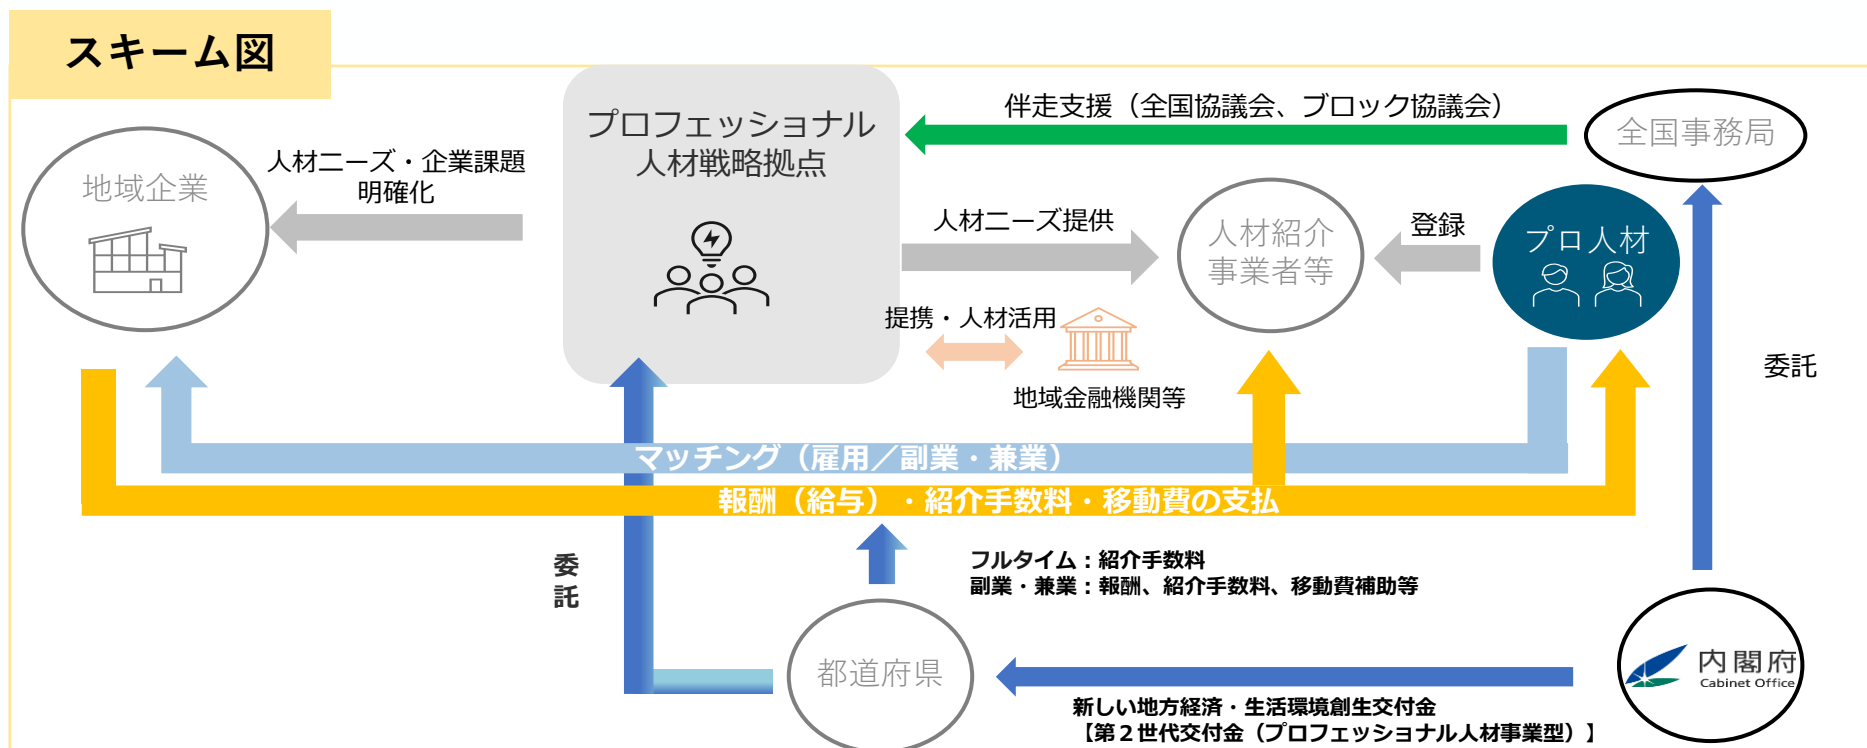 スキーム図
プロフェッショナル
人材戦略拠点
伴走支援（全国協議会、ブロック協議会）
全国事務局
地域企業
人材ニーズ・企業課題
明確化
人材ニーズ提供
人材紹介
事業者等
登録
プロ人材
提携・人材活用
地域金融機関等
委託
マッチング（雇用／副業・兼業）
報酬（給与）・紹介手数料・移動費の支払
委
託
フルタイム：紹介手数料
副業・兼業：報酬、紹介手数料、移動費補助等
都道府県
内閣府
Cabinet Office
新しい地方経済・生活環境創生交付金
【第２世代交付金（プロフェッショナル人材事業型）】